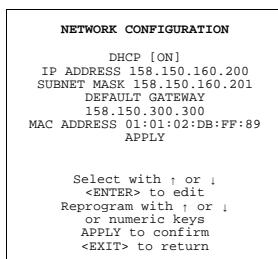 NETWORK CONFIGURATION
DHCP [ON]
IP ADDRESS 158.150.160.200
SUBNET MASK 158.150.160.201
DEFAULT GATEWAY
158.150.300.300
MAC ADDRESS 01:01:02:DB:FF:89
APPLY
Select with ↑ or ↓
<ENTER> to edit
Reprogram with ↑ or ↓
or numeric keys
APPLY to confirm
<EXIT> to return